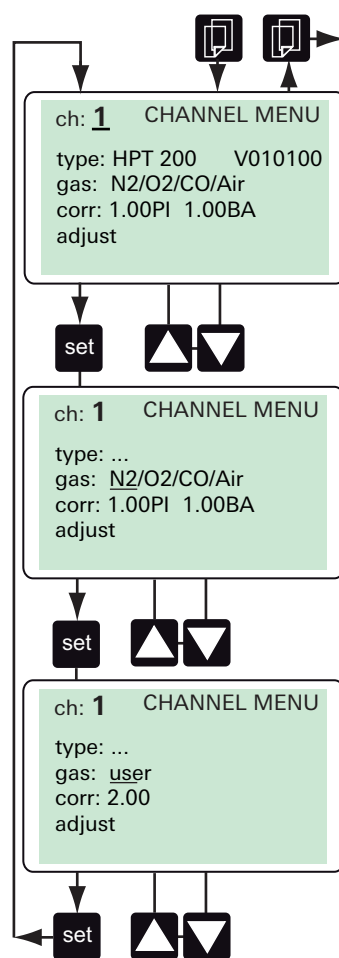 ch: 1 CHANNEL MENU
type: HPT 200 V010100
gas: N2/O2/CO/Air
corr: 1.00PI 1.00BA
adjust
set
ch: 1 CHANNEL MENU
type: ...
gas: N2/O2/CO/Air
corr: 1.00PI 1.00BA
adjust
set
ch: 1 CHANNEL MENU
type: ...
gas: user
corr: 2.00
adjust
set